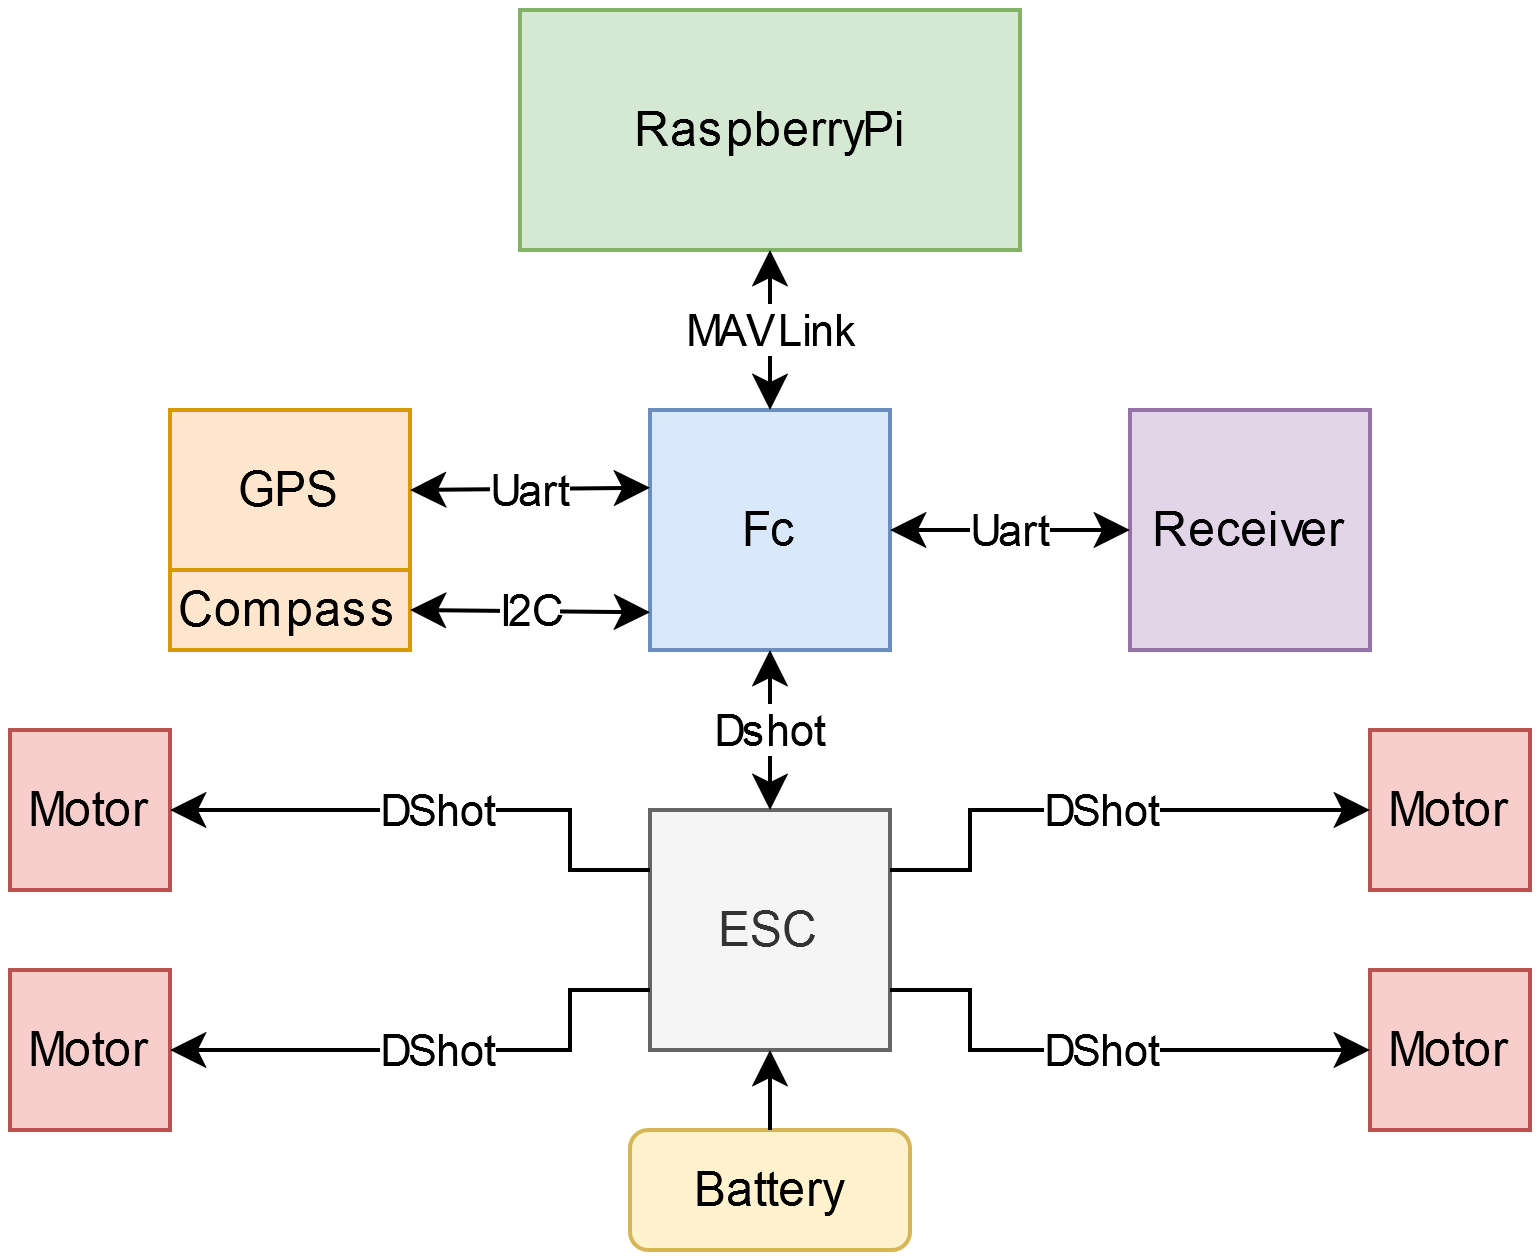 RaspberryPi
MAVLink
GPS
Uart
Fc
Uart
Receiver
Compass
I2C
Dshot
Motor
DShot
DShot
Motor
ESC
Motor
DShot
DShot
Motor
Battery